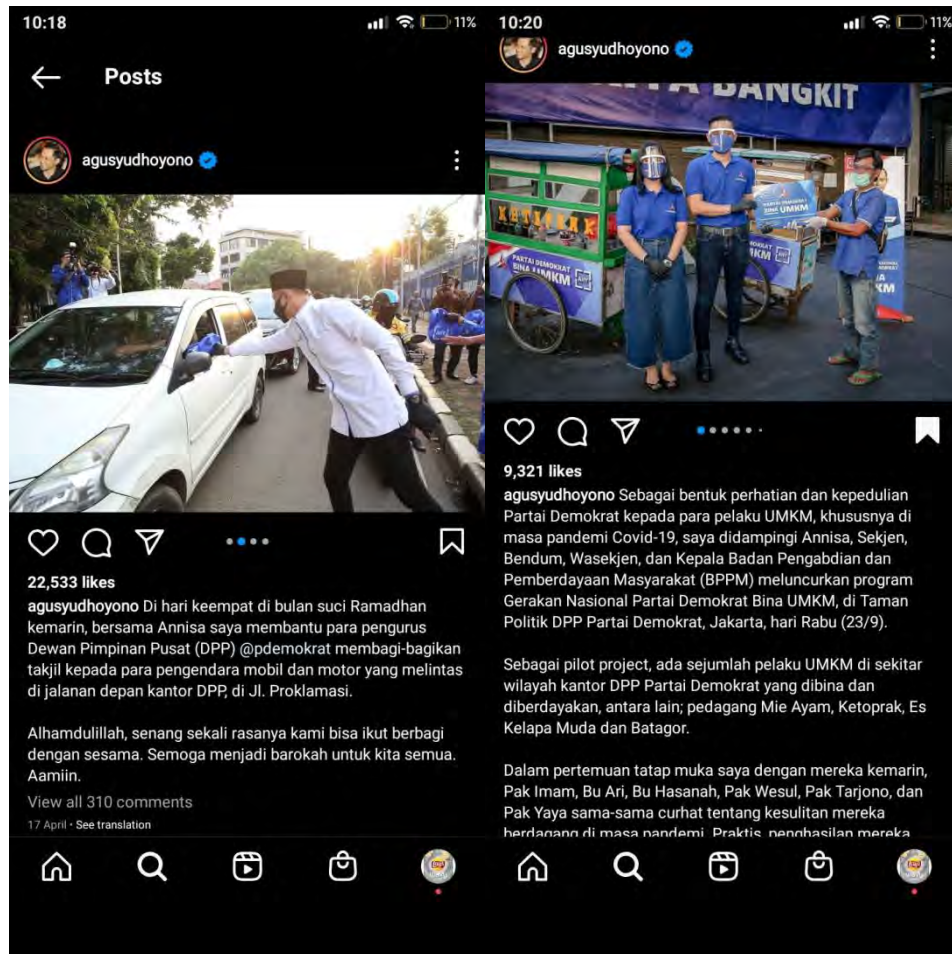 10:18
11%
Posts
agusyudhoyono
22,533 likes
agusyudhoyono Di hari keempat di bulan suci Ramadhan
kemarin, bersama Annisa saya membantu para pengurus
Dewan Pimpinan Pusat (DPP) @pdemokrat membagi-bagikan
takjil kepada para pengendara mobil dan motor yang melintas
di jalanan depan kantor DPP, di Jl. Proklamasi.
Alhamdulillah, senang sekali rasanya kami bisa ikut berbagi
dengan sesama. Semoga menjadi barokah untuk kita semua.
Aamiin.
View all 310 comments
17 April · See translation
10:20
11%
agusyudhoyono
BANGKIT
KETOPRAK
PARTAI DEMOKRAT
BINA UMKM
PARTAI DEMOKRAT
BINA UMKM
9,321 likes
agusyudhoyono Sebagai bentuk perhatian dan kepedulian
Partai Demokrat kepada para pelaku UMKM, khususnya di
masa pandemi Covid-19, saya didampingi Annisa, Sekjen,
Bendum, Wasekjen, dan Kepala Badan Pengabdian dan
Pemberdayaan Masyarakat (BPPM) meluncurkan program
Gerakan Nasional Partai Demokrat Bina UMKM, di Taman
Politik DPP Partai Demokrat, Jakarta, hari Rabu (23/9).
Sebagai pilot project, ada sejumlah pelaku UMKM di sekitar
wilayah kantor DPP Partai Demokrat yang dibina dan
diberdayakan, antara lain; pedagang Mie Ayam, Ketoprak, Es
Kelapa Muda dan Batagor.
Dalam pertemuan tatap muka saya dengan mereka kemarin,
Pak Imam, Bu Ari, Bu Hasanah, Pak Wesul, Pak Tarjono, dan
Pak Yaya sama-sama curhat tentang kesulitan mereka
berdagang di masa pandemi. Praktis, penghasilan mereka